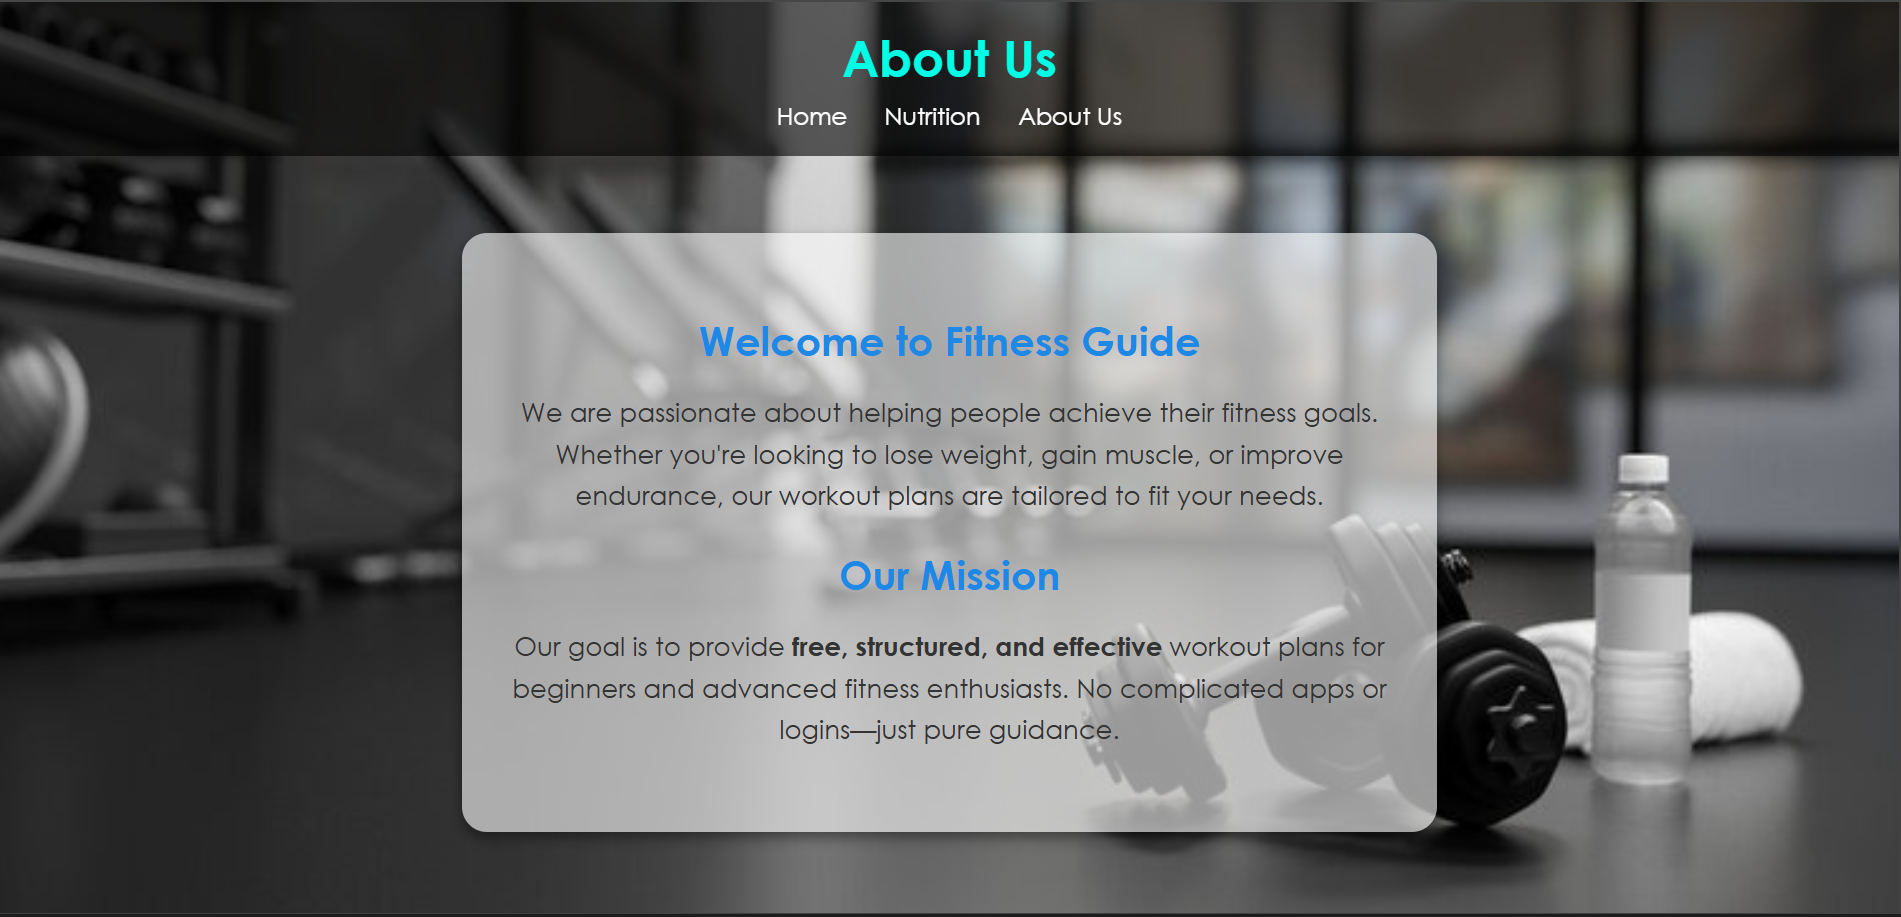 About Us
Home Nutrition About Us
Welcome to Fitness Guide
We are passionate about helping people achieve their fitness goals.
Whether you're looking to lose weight, gain muscle, or improve
endurance, our workout plans are tailored to fit your needs.
Our Mission
Our goal is to provide free, structured, and effective workout plans for
beginners and advanced fitness enthusiasts. No complicated apps or
logins—just pure guidance.